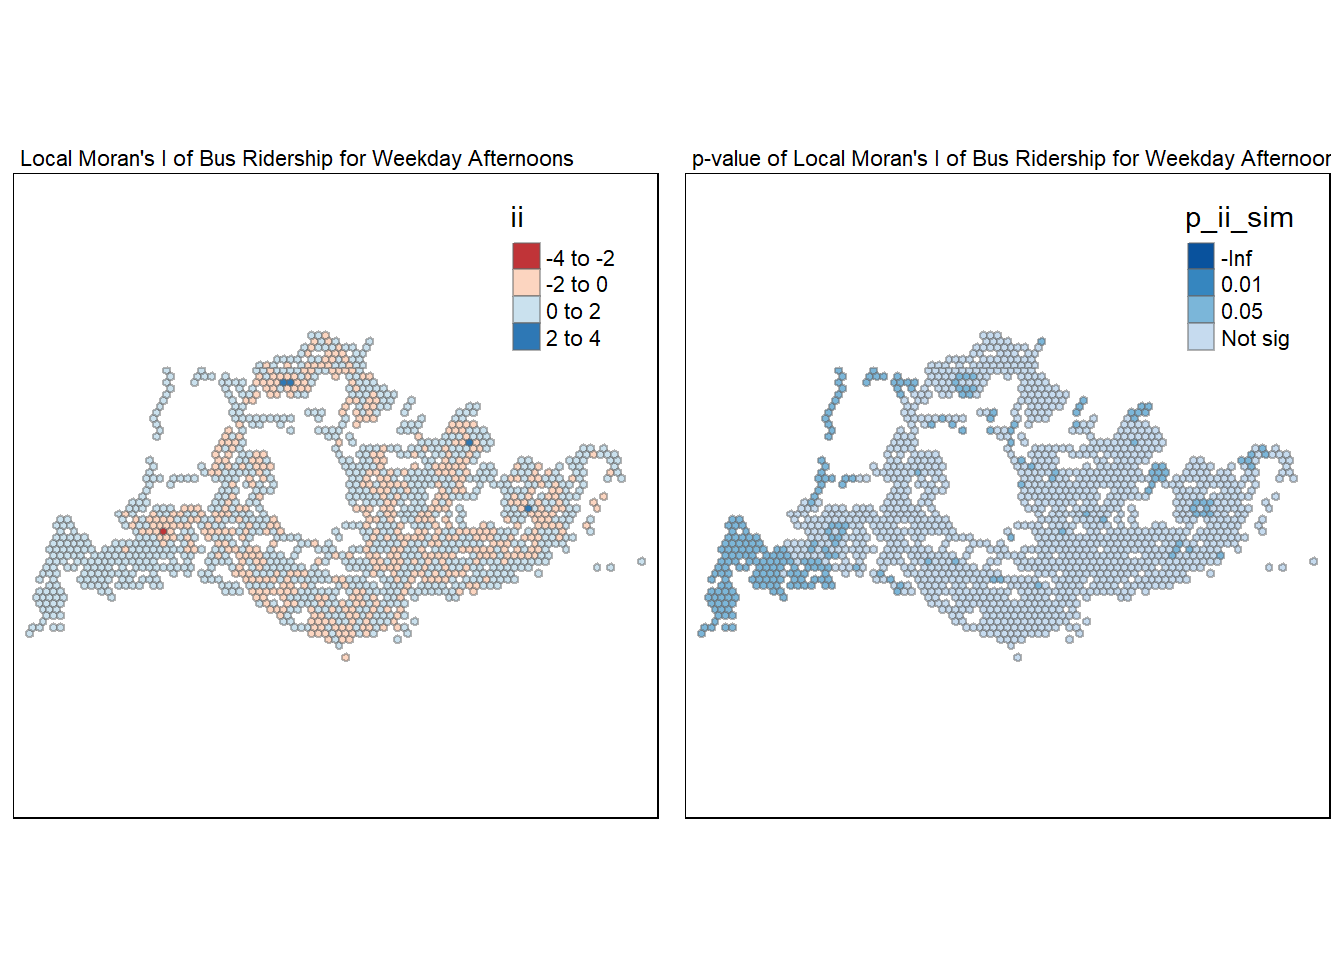 Local Moran's I of Bus Ridership for Weekday Afternoons
ii
-4 to -2
-2 to 0
0 to 2
2 to 4
p-value of Local Moran's I of Bus Ridership for Weekday Afternoor
p_ii_sim
-Inf
0.01
0.05
Not sig